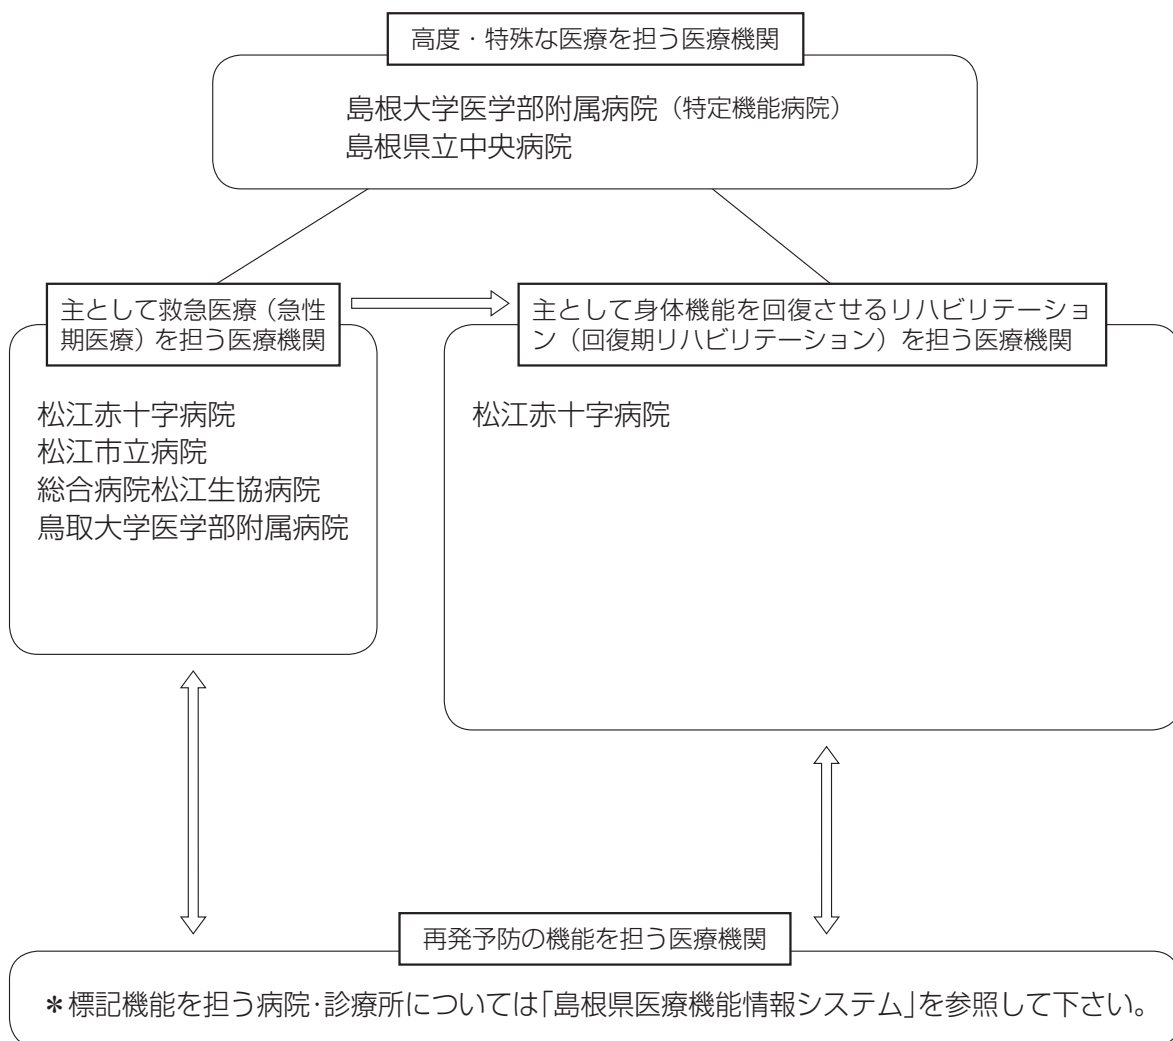 高度・特殊な医療を担う医療機関
島根大学医学部附属病院（特定機能病院）
島根県立中央病院
主として救急医療（急性
期医療）を担う医療機関
松江赤十字病院
松江市立病院
総合病院松江生協病院
鳥取大学医学部附属病院
主として身体機能を回復させるリハビリテーショ
ン（回復期リハビリテーション）を担う医療機関
松江赤十字病院
再発予防の機能を担う医療機関
＊標記機能を担う病院・診療所については「島根県医療機能情報システム」を参照して下さい。